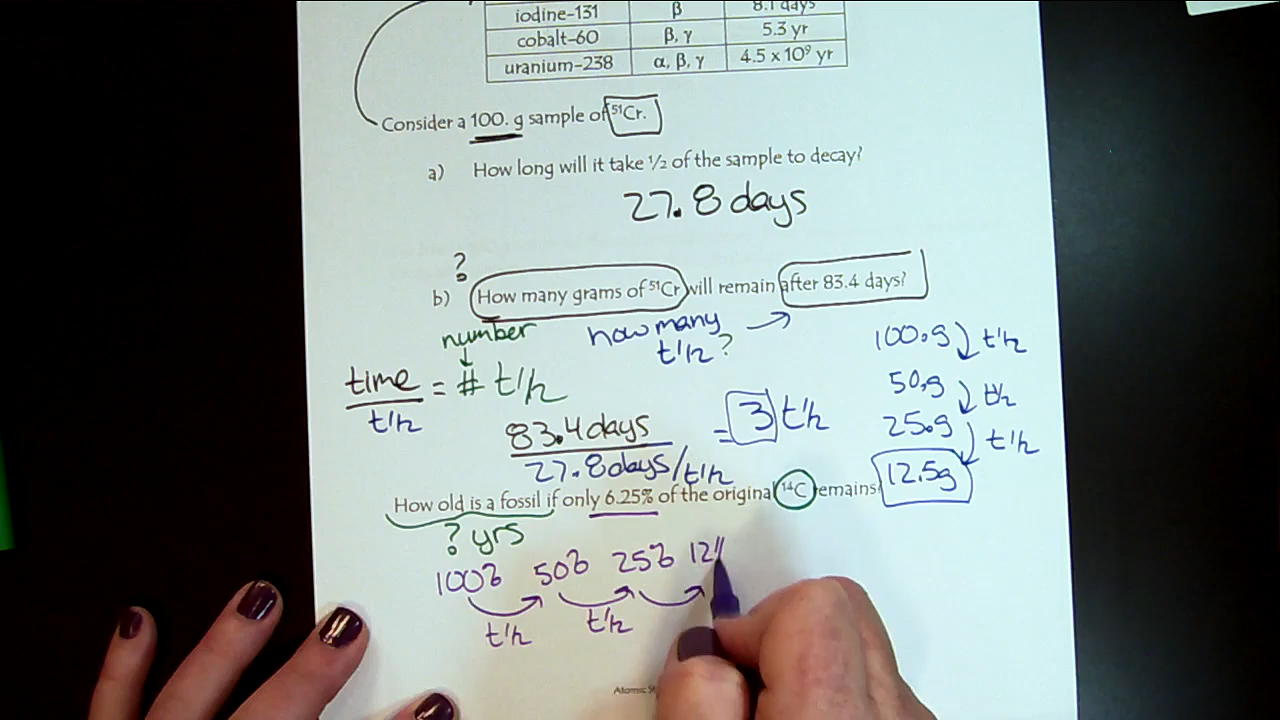 iodine-131 β 8.1 days
cobalt-60 β, γ 5.3 yr
uranium-238 α, β, γ 4.5 x 10⁹ yr
Consider a 100. g sample of ⁵¹Cr.
a) How long will it take ½ of the sample to decay?
27.8 days
?
b) How many grams of ⁵¹Cr will remain after 83.4 days?
number
how many t½?
time / t½ = # t½
83.4 days / 27.8 days/t½ = 3 t½
100.g t½
50.g t½
25.g t½
12.5g
How old is a fossil if only 6.25% of the original ¹⁴C remains?
? yrs
100% 50% 25% 12
t½ t½
Atomic